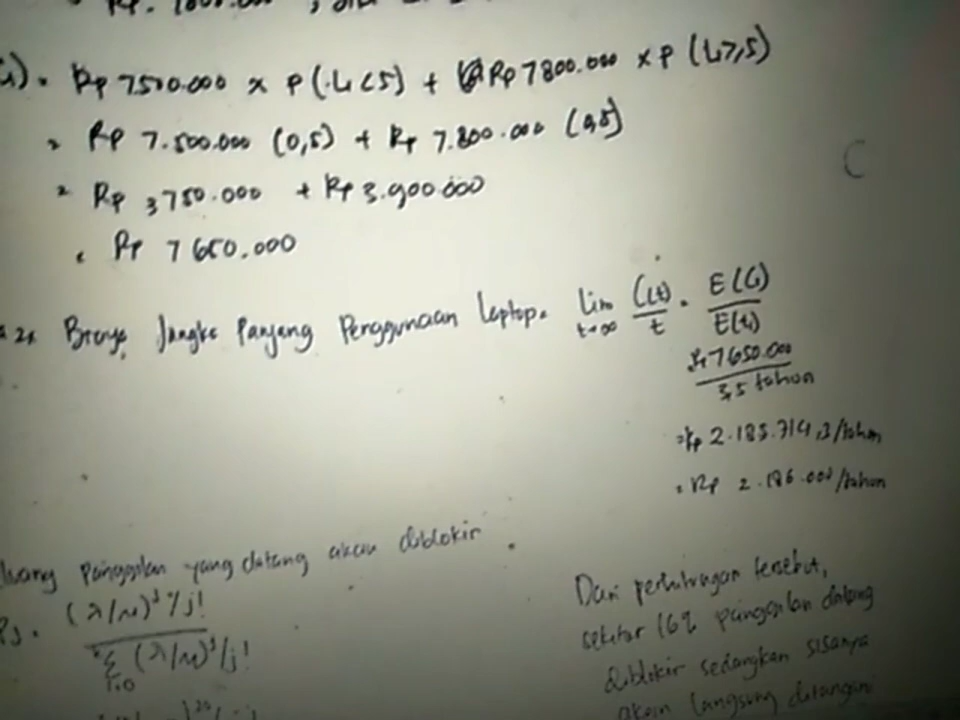 = Rp 7500.000 x P(L<5) + Rp 7800.000 x P(L≥5)
= Rp 7.500.000 (0,5) + Rp 7.800.000 (0,5)
= Rp 3750.000 + Rp 3.900.000
= Rp 7650.000
Jangka Panjang Penggunaan Laptop = lim t→∞ C(t)/t = E(G)/E(ti)
Rp 7650.000 / 3,5 tahun
= Rp 2.185.714,3/tahun
= Rp 2.186.000/tahun
Panggilan yang datang akan diblokir
Pj = (λ/μ)^j/j!
Σ i=0 (λ/μ)^j/j!
Dari perhitungan tersebut,
sekitar 16% panggilan datang
diblokir sedangkan sisanya
akan langsung ditangani